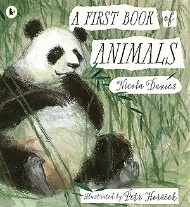 A FIRST BOOK of
ANIMALS
Nicola Davies
Illustrated by Petr Horáček